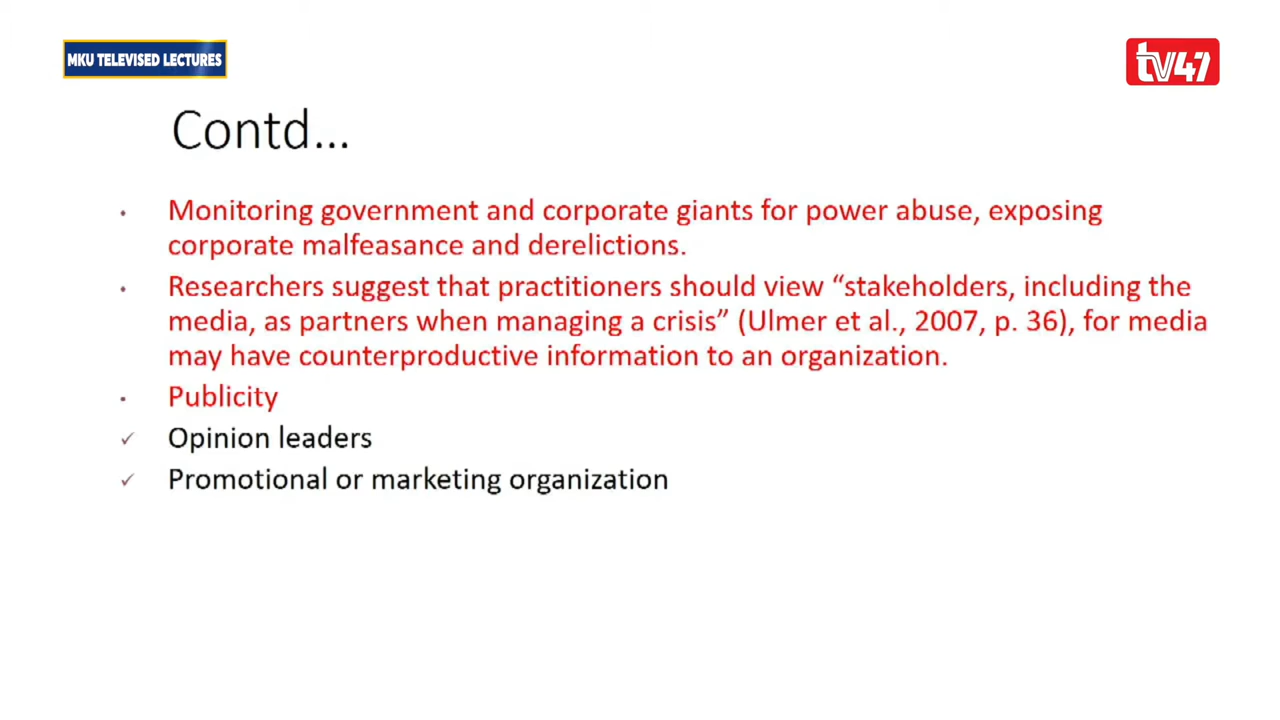 MKU TELEVISED LECTURES
tv47
Contd...
• Monitoring government and corporate giants for power abuse, exposing
corporate malfeasance and derelictions.
• Researchers suggest that practitioners should view “stakeholders, including the
media, as partners when managing a crisis” (Ulmer et al., 2007, p. 36), for media
may have counterproductive information to an organization.
• Publicity
✓ Opinion leaders
✓ Promotional or marketing organization